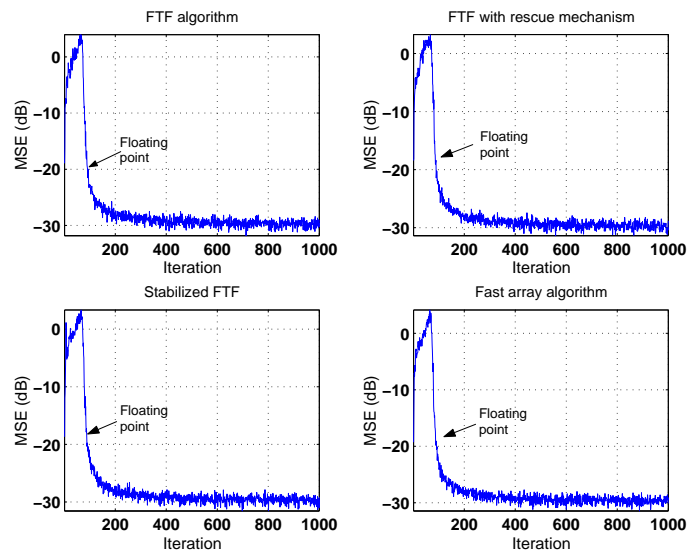 FTF algorithm
MSE (dB)
0
−10
−20
−30
Floating
point
200
400
600
800
1000
Iteration
FTF with rescue mechanism
MSE (dB)
0
−10
−20
−30
Floating
point
200
400
600
800
1000
Iteration
Stabilized FTF
MSE (dB)
0
−10
−20
−30
Floating
point
200
400
600
800
1000
Iteration
Fast array algorithm
MSE (dB)
0
−10
−20
−30
Floating
point
200
400
600
800
1000
Iteration